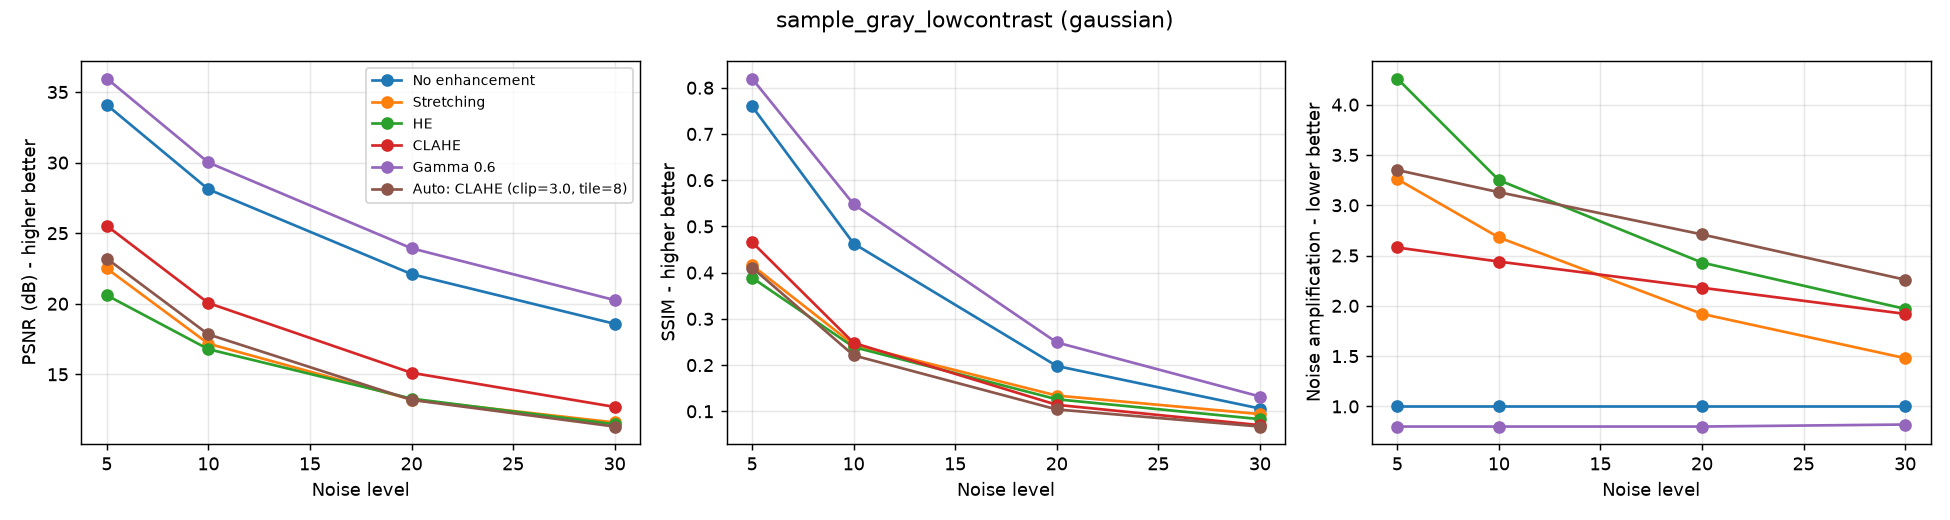 sample_gray_lowcontrast (gaussian)
PSNR (dB) - higher better
35
30
25
20
15
No enhancement
Stretching
HE
CLAHE
Gamma 0.6
Auto: CLAHE (clip=3.0, tile=8)
5 10 15 20 25 30
Noise level
SSIM - higher better
0.8
0.7
0.6
0.5
0.4
0.3
0.2
0.1
5 10 15 20 25 30
Noise level
Noise amplification - lower better
4.0
3.5
3.0
2.5
2.0
1.5
1.0
5 10 15 20 25 30
Noise level